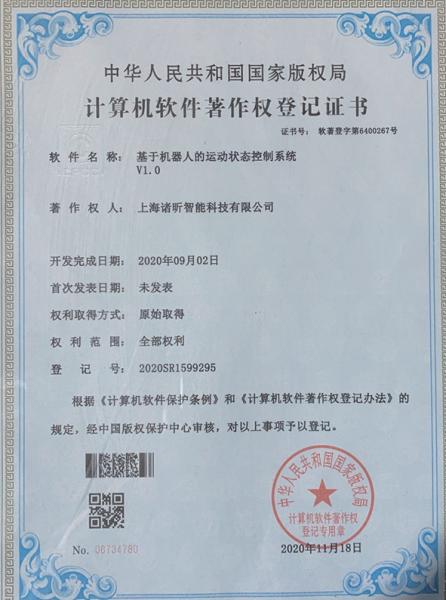 中华人民共和国国家版权局
计算机软件著作权登记证书
证书号： 软著登字第6400267号
软件名称： 基于机器人的运动状态控制系统
V1.0
著作权人： 上海诸昕智能科技有限公司
开发完成日期： 2020年09月02日
首次发表日期： 未发表
权利取得方式： 原始取得
权利范围： 全部权利
登记号： 2020SR1599295
根据《计算机软件保护条例》和《计算机软件著作权登记办法》的
规定，经中国版权保护中心审核，对以上事项予以登记。
中华人民共和国国家版权局
计算机软件著作权
登记专用章
No. 06734780
2020年11月18日